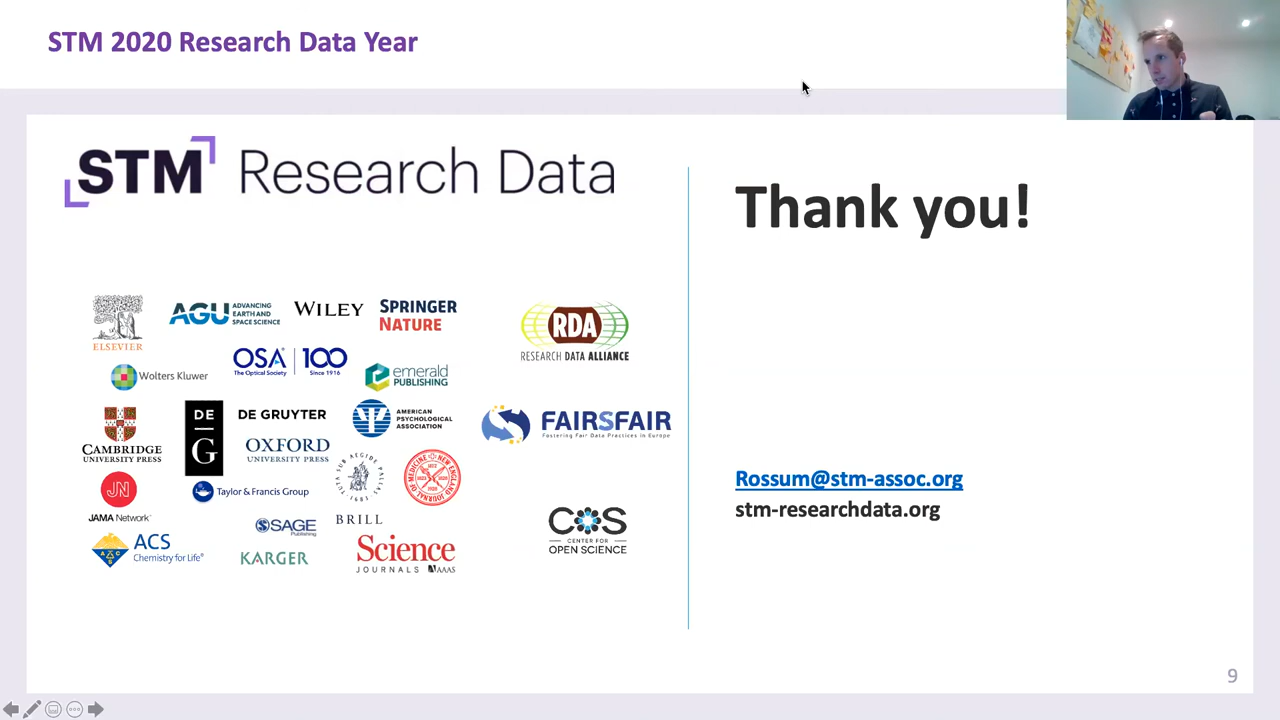 STM 2020 Research Data Year
STM Research Data
Thank you!
ELSEVIER
AGU ADVANCING EARTH AND SPACE SCIENCE
WILEY
SPRINGER NATURE
RDA
RESEARCH DATA ALLIANCE
Wolters Kluwer
OSA 100
The Optical Society Since 1916
emerald PUBLISHING
CAMBRIDGE
UNIVERSITY PRESS
DE
G
DE GRUYTER
OXFORD
UNIVERSITY PRESS
AMERICAN
PSYCHOLOGICAL
ASSOCIATION
FAIRSFAIR
Fostering Fair Data Practices in Europe
JN
JAMA Network
Taylor & Francis Group
BRILL
Rossum@stm-assoc.org
stm-researchdata.org
ACS
Chemistry for Life®
SAGE
Publishing
KARGER
Science
JOURNALS AAAS
COS
CENTER FOR
OPEN SCIENCE
9